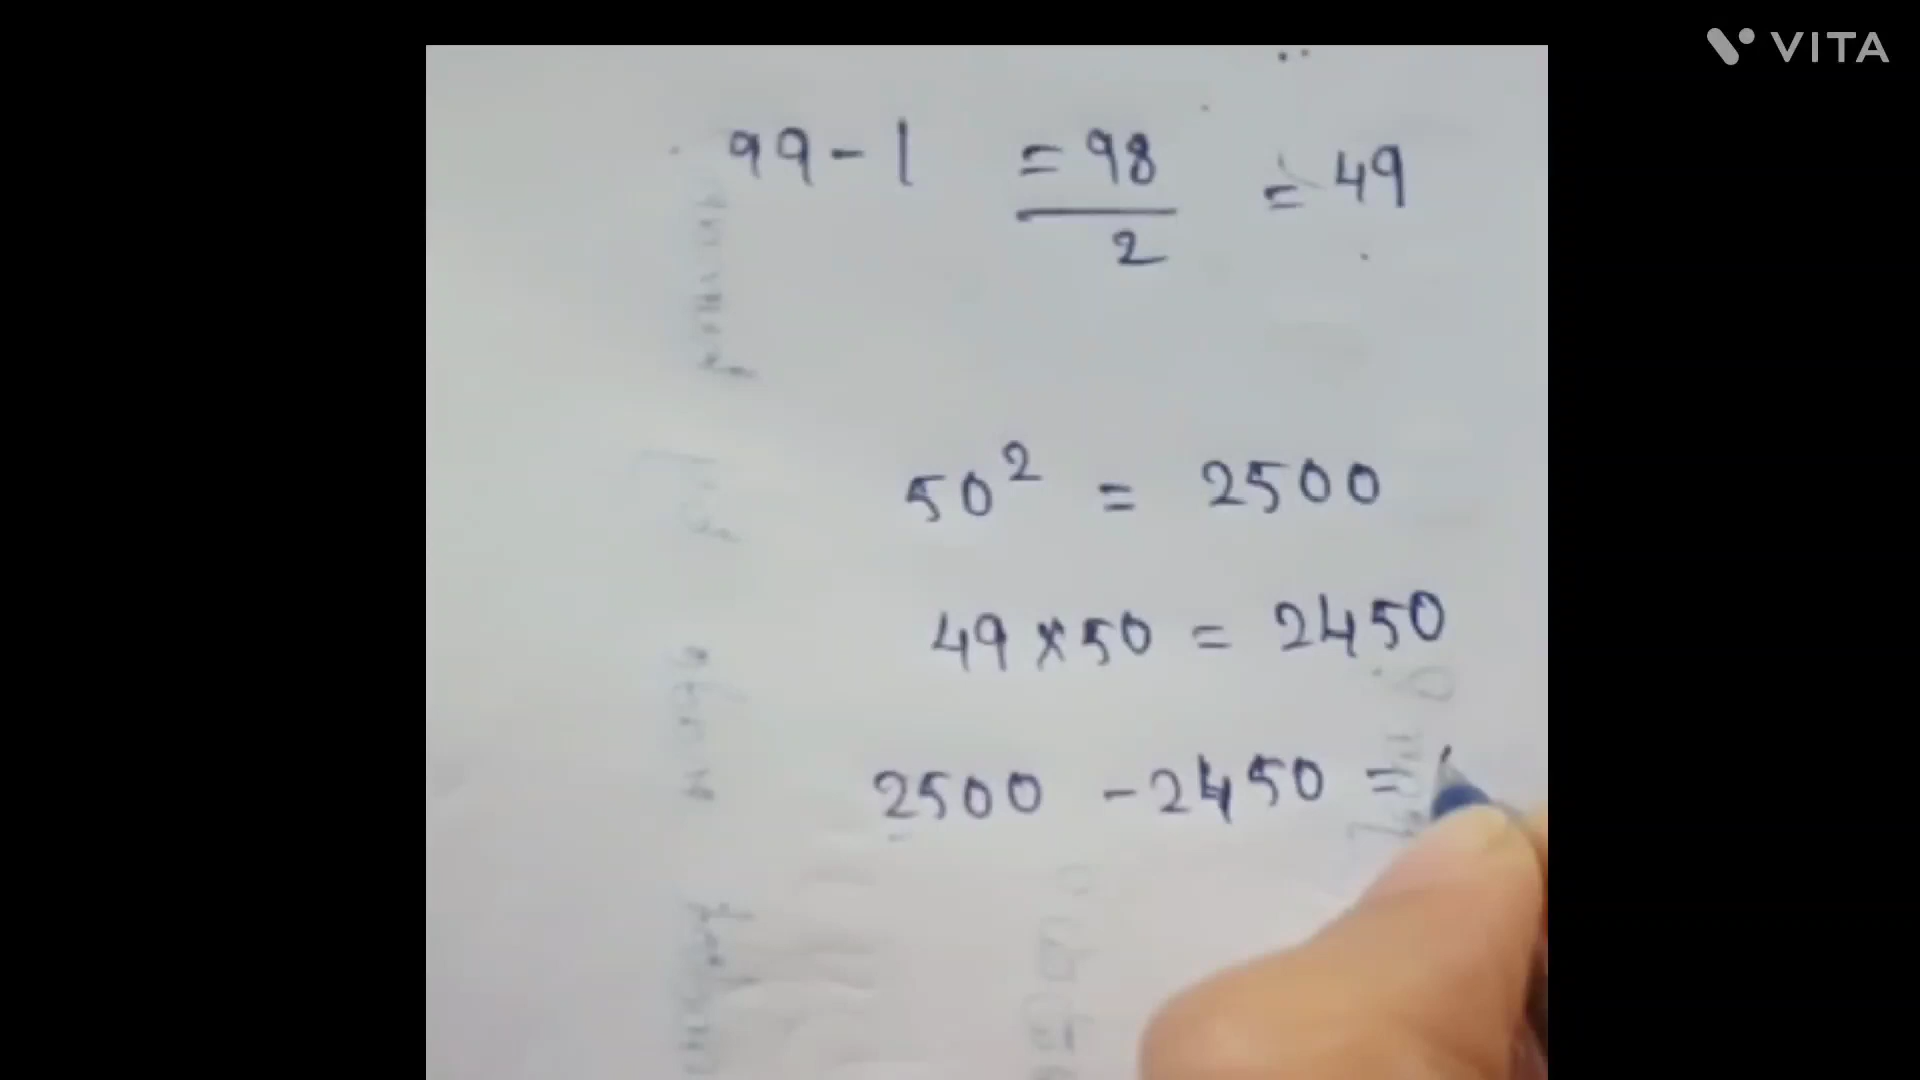 VITA
99 - 1 = 98 / 2 = 49
50² = 2500
49 × 50 = 2450
2500 - 2450 =